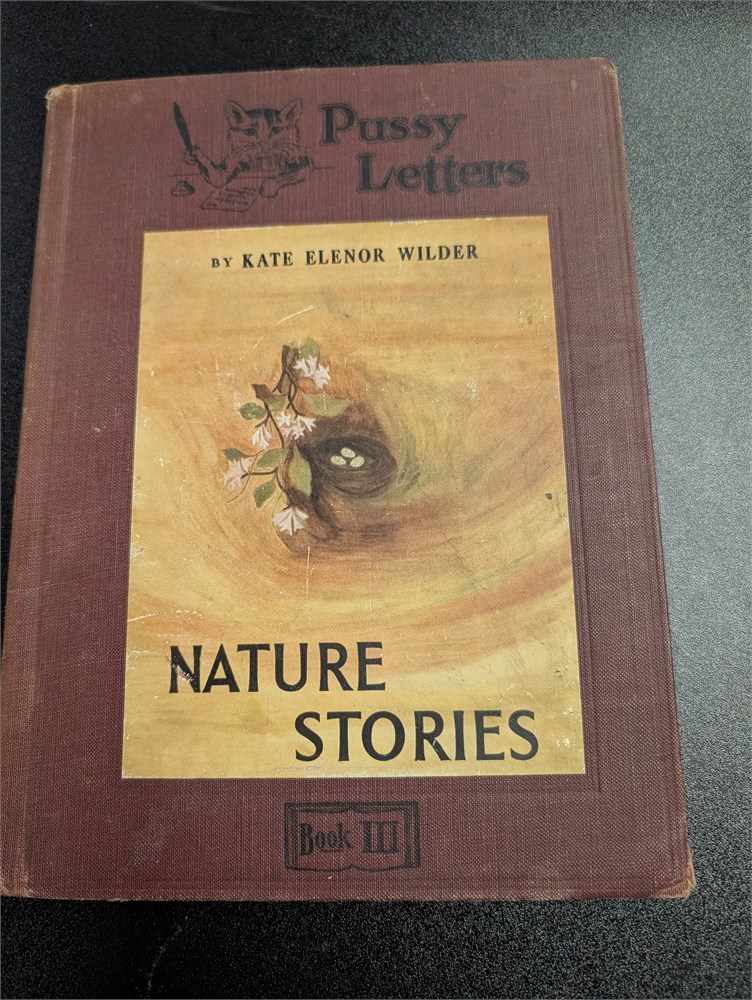 Pussy
Letters
BY KATE ELENOR WILDER
NATURE
STORIES
Book III